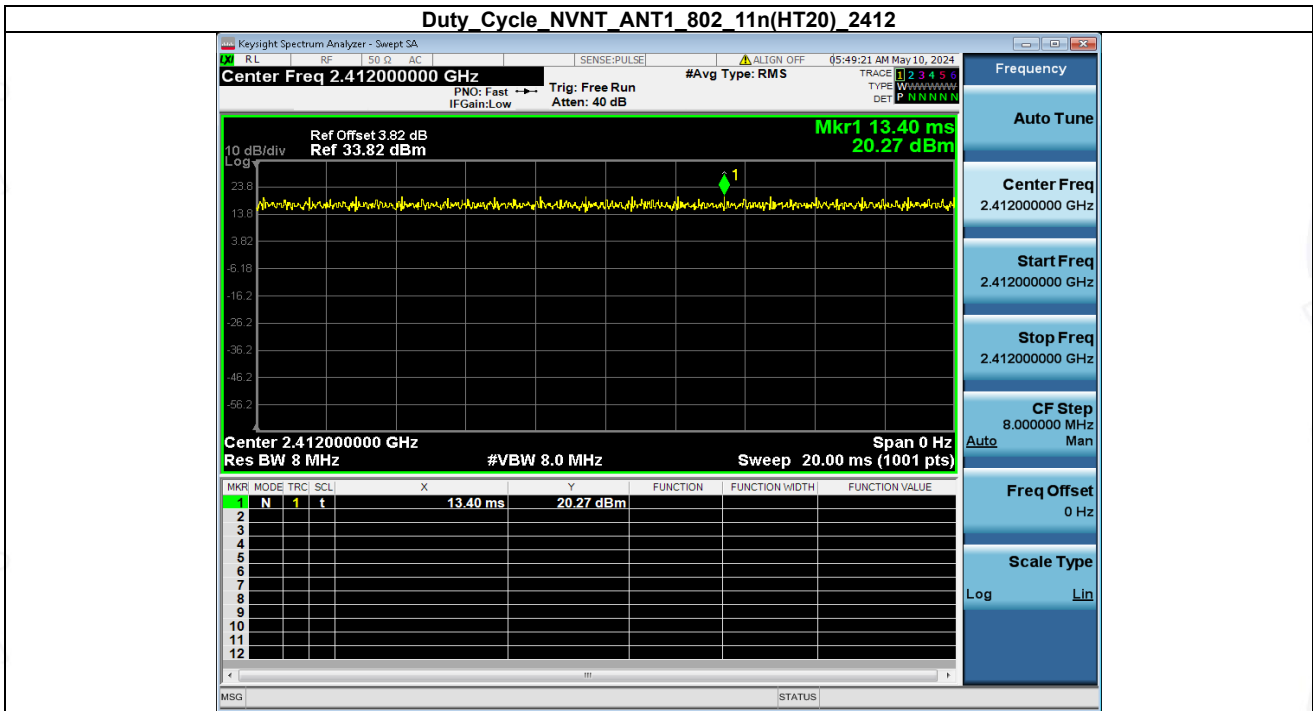 Duty_Cycle_NVNT_ANT1_802_11n(HT20)_2412
Keysight Spectrum Analyzer - Swept SA
LXI RL RF 50 Ω AC SENSE:PULSE ALIGN OFF 05:49:21 AM May 10, 2024
Center Freq 2.412000000 GHz #Avg Type: RMS TRACE 1 2 3 4 5 6
PNO: Fast Trig: Free Run TYPE WWWWWW
IFGain:Low Atten: 40 dB DET P N N N N N
Frequency
Auto Tune
Center Freq
2.412000000 GHz
Start Freq
2.412000000 GHz
Stop Freq
2.412000000 GHz
CF Step
8.000000 MHz
Auto Man
Freq Offset
0 Hz
Scale Type
Log Lin
Mkr1 13.40 ms
20.27 dBm
Ref Offset 3.82 dB
10 dB/div Ref 33.82 dBm
Log
1
23.8
13.8
3.82
-6.18
-16.2
-26.2
-36.2
-46.2
-56.2
Center 2.412000000 GHz Span 0 Hz
Res BW 8 MHz #VBW 8.0 MHz Sweep 20.00 ms (1001 pts)
MKR MODE TRC SCL X Y FUNCTION FUNCTION WIDTH FUNCTION VALUE
1 N 1 t 13.40 ms 20.27 dBm
2
3
4
5
6
7
8
9
10
11
12
MSG STATUS